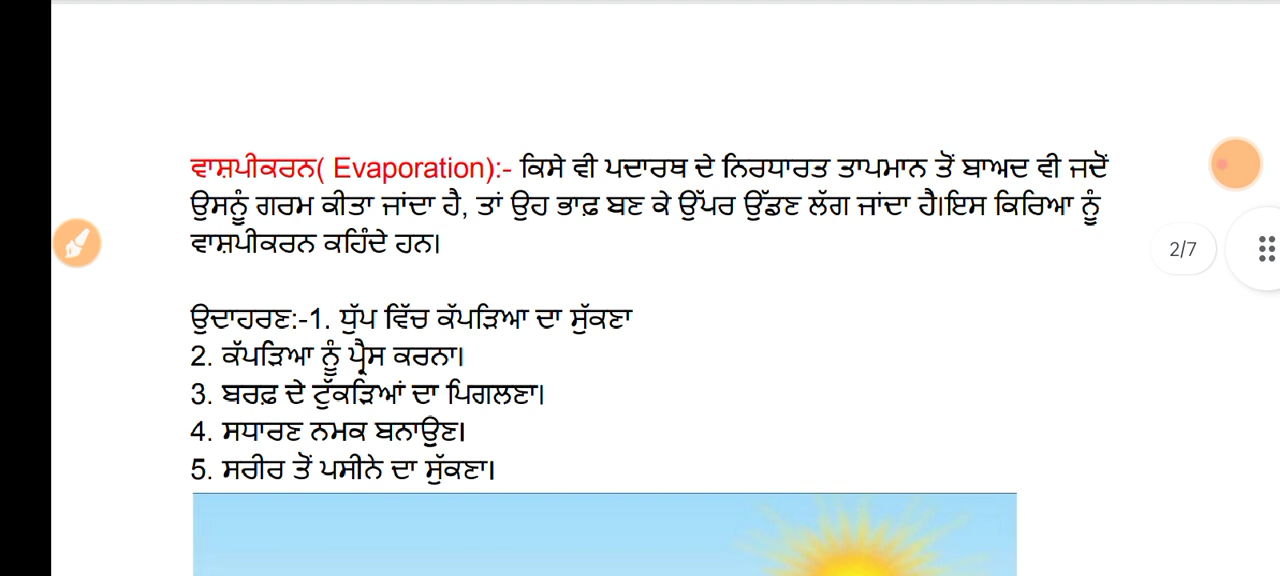 ਵਾਸ਼ਪੀਕਰਨ( Evaporation):- ਕਿਸੇ ਵੀ ਪਦਾਰਥ ਦੇ ਨਿਰਧਾਰਤ ਤਾਪਮਾਨ ਤੋਂ ਬਾਅਦ ਵੀ ਜਦੋਂ
ਉਸਨੂੰ ਗਰਮ ਕੀਤਾ ਜਾਂਦਾ ਹੈ, ਤਾਂ ਉਹ ਭਾਫ਼ ਬਣ ਕੇ ਉੱਪਰ ਉੱਡਣ ਲੱਗ ਜਾਂਦਾ ਹੈ।ਇਸ ਕਿਰਿਆ ਨੂੰ
ਵਾਸ਼ਪੀਕਰਨ ਕਹਿੰਦੇ ਹਨ।
2/7
ਉਦਾਹਰਣ:-1. ਧੁੱਪ ਵਿੱਚ ਕੱਪੜਿਆ ਦਾ ਸੁੱਕਣਾ
2. ਕੱਪੜਿਆ ਨੂੰ ਪ੍ਰੈਸ ਕਰਨਾ।
3. ਬਰਫ਼ ਦੇ ਟੁੱਕੜਿਆਂ ਦਾ ਪਿਗਲਣਾ।
4. ਸਧਾਰਣ ਨਮਕ ਬਨਾਉਣ।
5. ਸਰੀਰ ਤੋਂ ਪਸੀਨੇ ਦਾ ਸੁੱਕਣਾ।